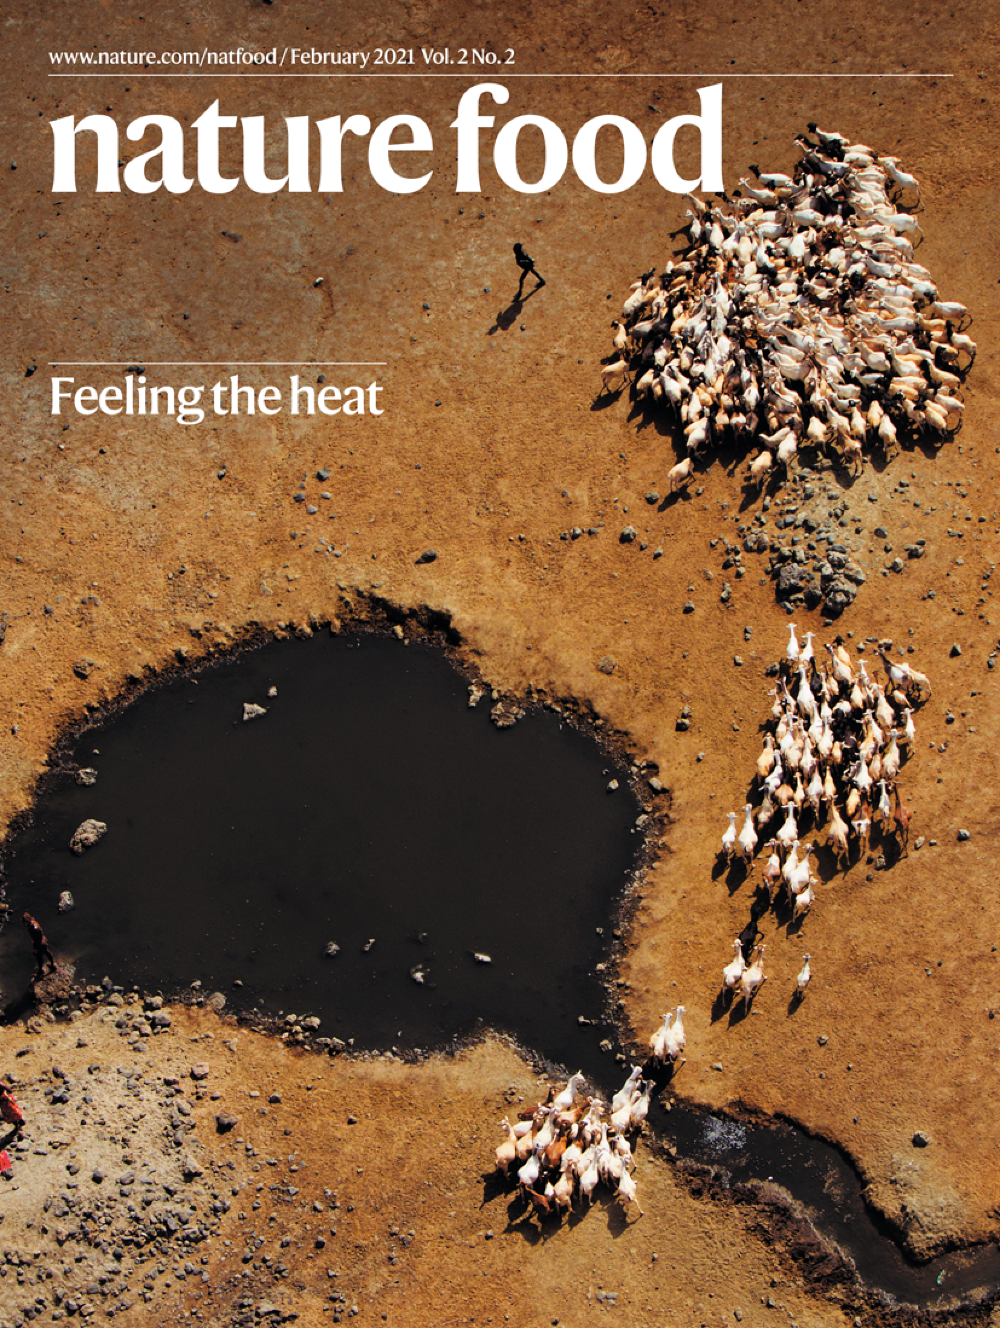 www.nature.com/natfood / February 2021 Vol. 2 No. 2
nature food
Feeling the heat